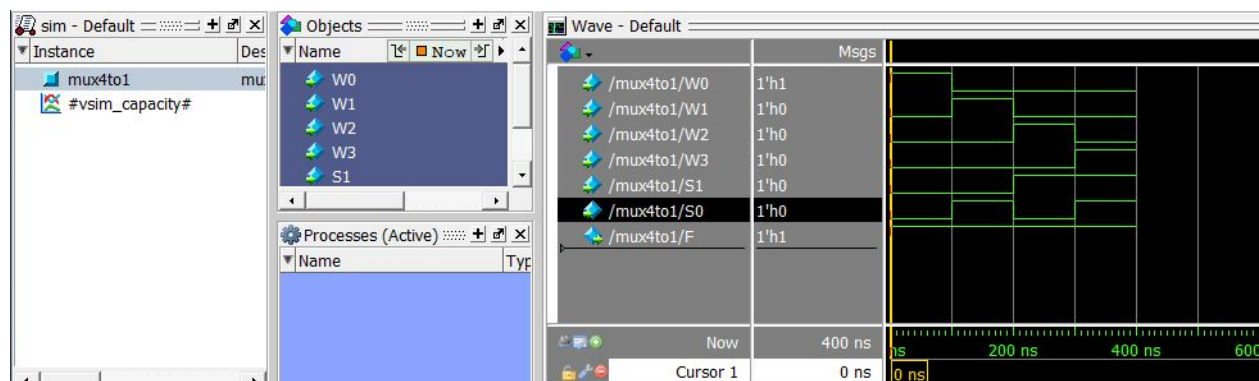 sim - Default
Instance Des
mux4to1 mu
#vsim_capacity#
Objects
Name Now
W0
W1
W2
W3
S1
Processes (Active)
Name Typ
Wave - Default
Msgs
/mux4to1/W0 1'h1
/mux4to1/W1 1'h0
/mux4to1/W2 1'h0
/mux4to1/W3 1'h0
/mux4to1/S1 1'h0
/mux4to1/S0 1'h0
/mux4to1/F 1'h1
Now 400 ns ns 200 ns 400 ns 600
Cursor 1 0 ns 0 ns